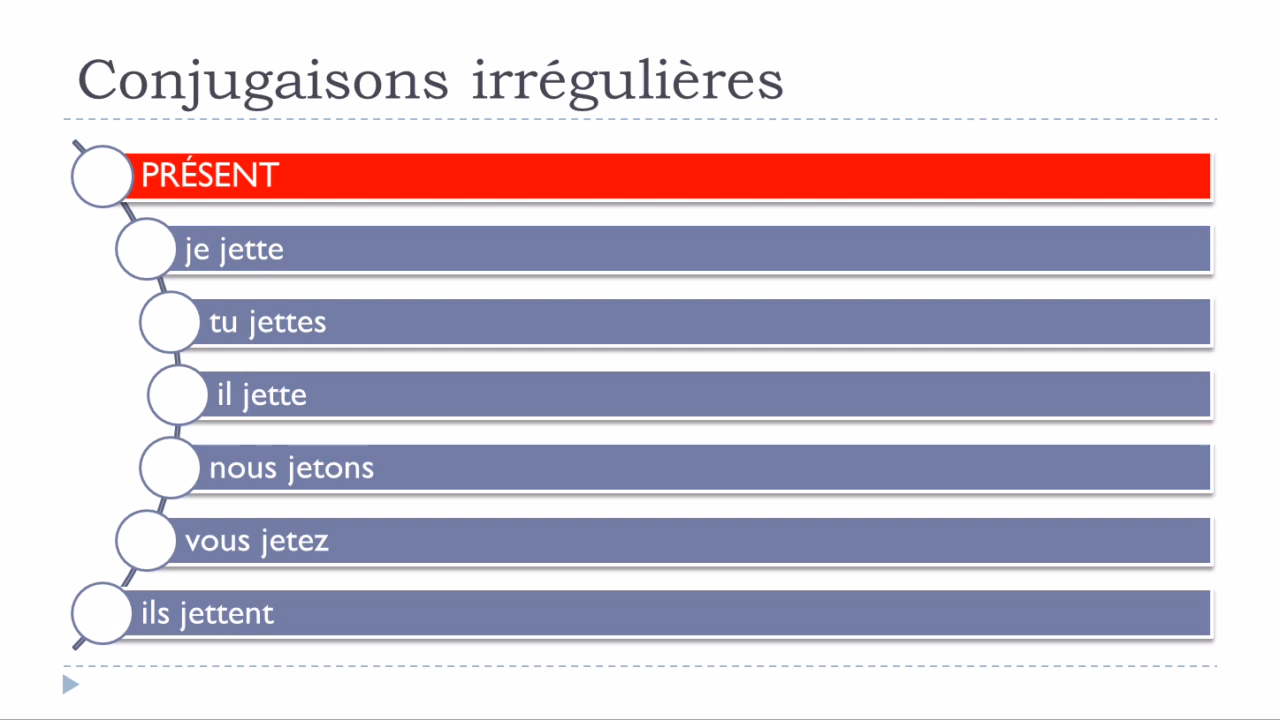 Conjugaisons irrégulières
PRÉSENT
je jette
tu jettes
il jette
nous jetons
vous jetez
ils jettent